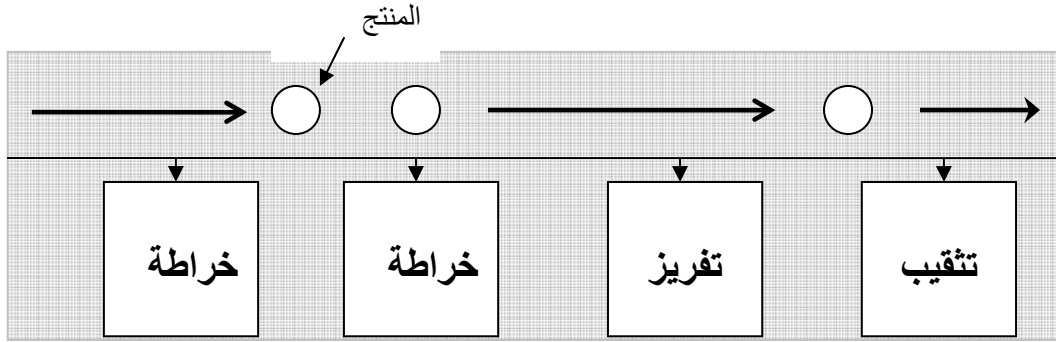 المنتج
خراطة
خراطة
تفريز
تثقيب